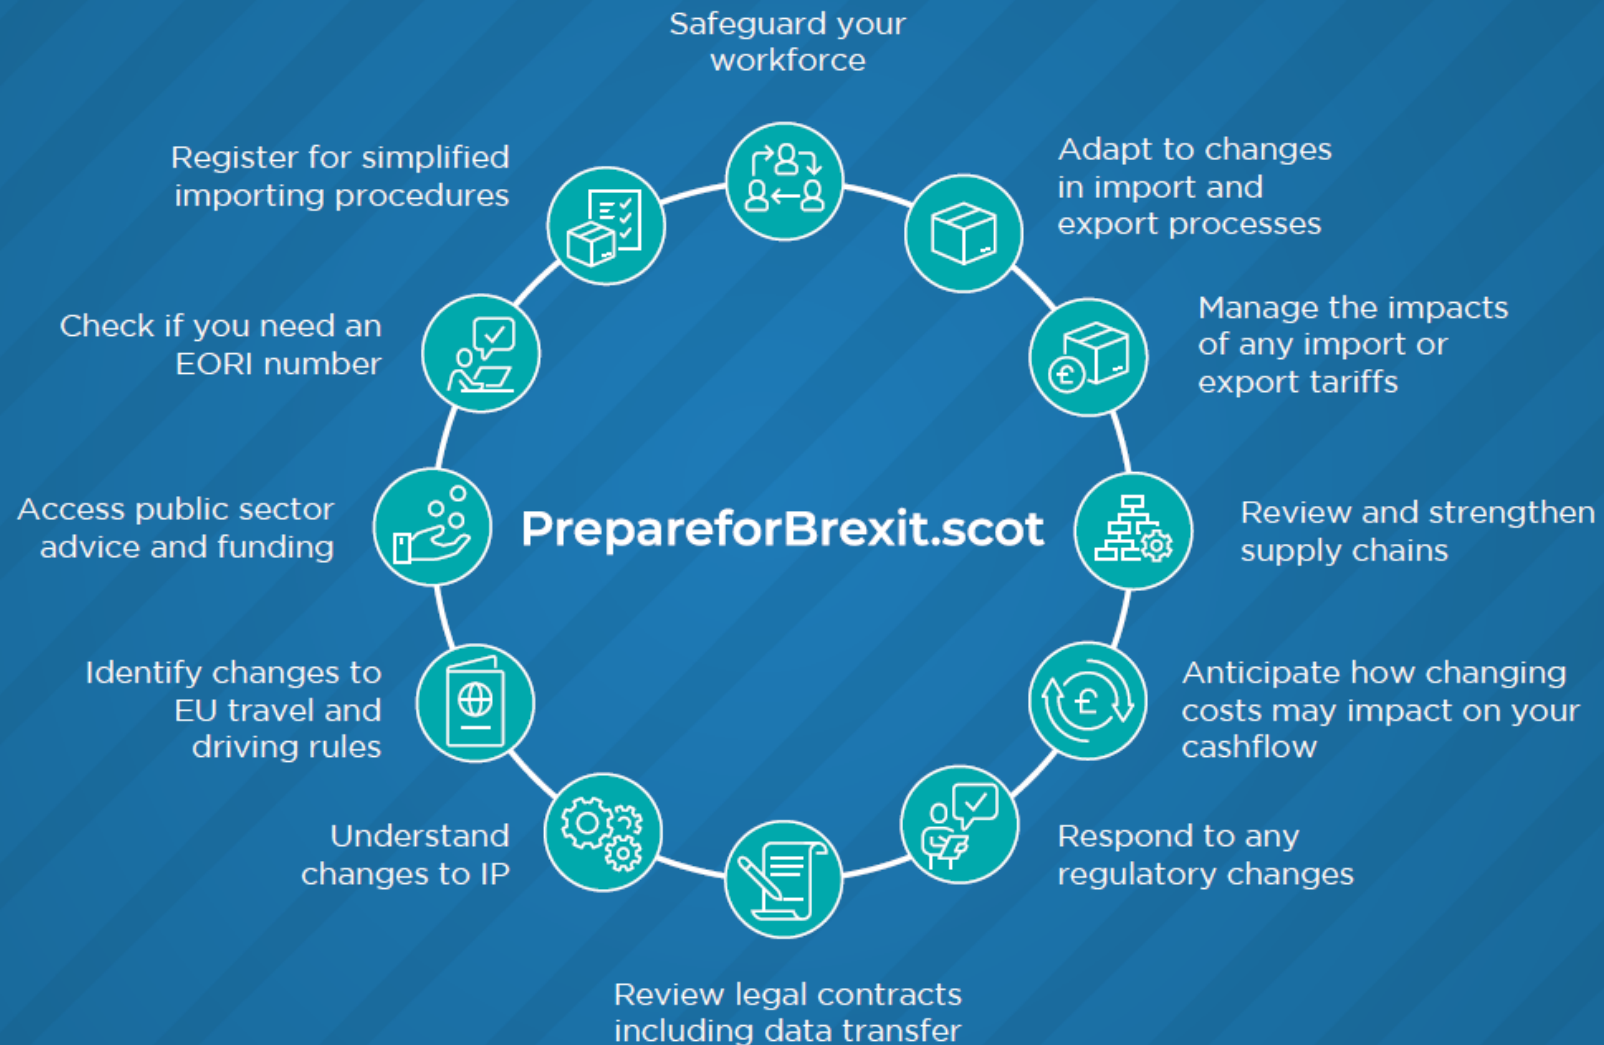 Safeguard your
workforce
Adapt to changes
in import and
export processes
Manage the impacts
of any import or
export tariffs
Review and strengthen
supply chains
Anticipate how changing
costs may impact on your
cashflow
Respond to any
regulatory changes
Review legal contracts
including data transfer
Understand
changes to IP
Identify changes to
EU travel and
driving rules
Access public sector
advice and funding
Check if you need an
EORI number
Register for simplified
importing procedures
PrepareforBrexit.scot
£
£